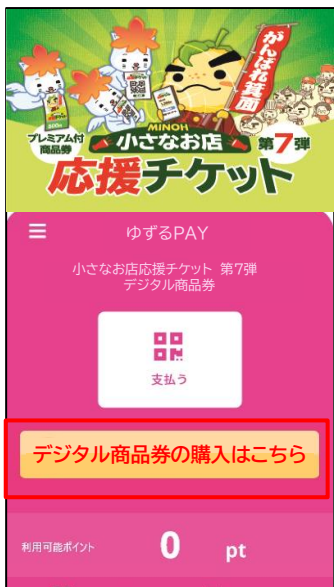 がんばれ箕面
プレミアム付
商品券
MINOH
小さなお店
第7弾
応援チケット
ゆずるPAY
小さなお店応援チケット 第7弾
デジタル商品券
支払う
デジタル商品券の購入はこちら
利用可能ポイント 0 pt